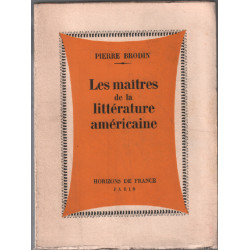 PIERRE BRODIN
Les maîtres
de la
littérature
américaine
HORIZONS DE FRANCE
PARIS